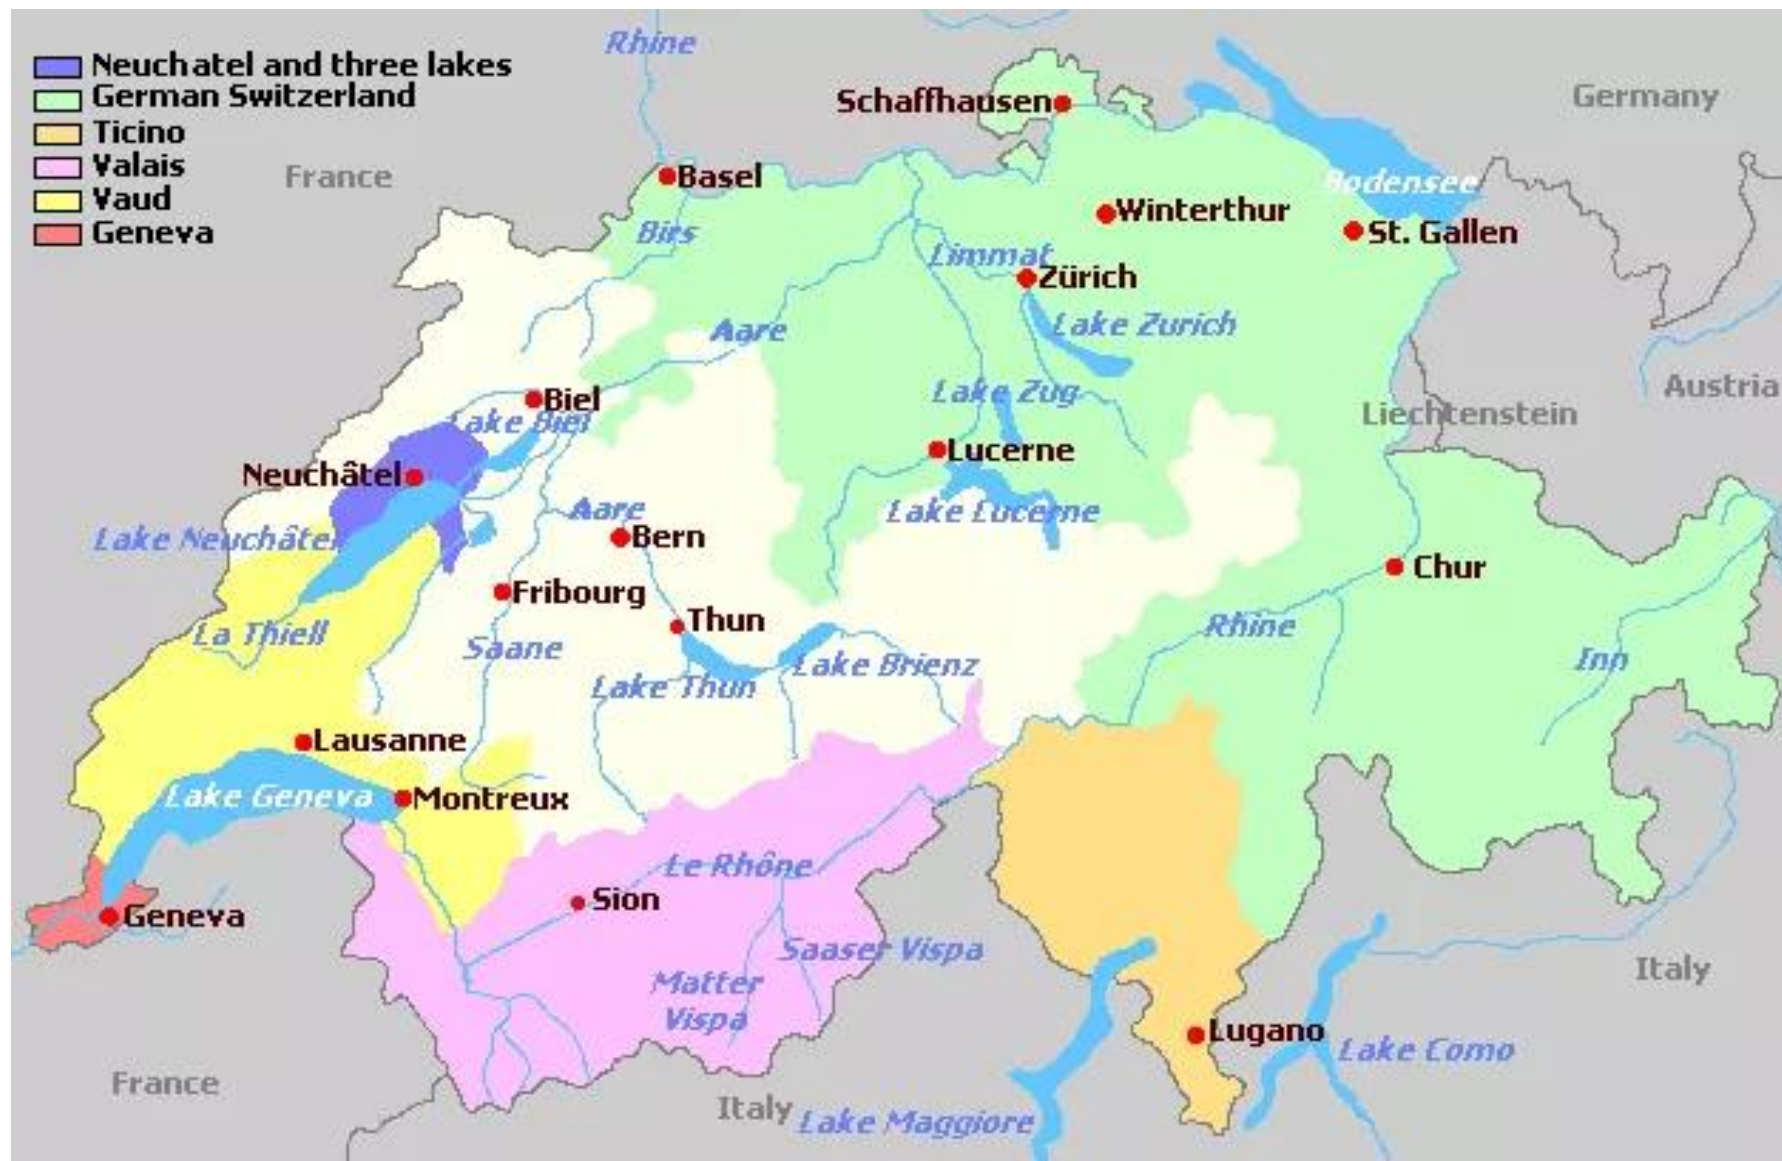 Rhine
Neuchatel and three lakes
German Switzerland
Ticino
Valais
Vaud
Geneva
Schaffhausen
Germany
France
Basel
Bodensee
Winterthur
St. Gallen
Birs
Limmat
Zürich
Aare
Lake Zurich
Lake Zug
Austria
Liechtenstein
Biel
Lake Biel
Lucerne
Neuchâtel
Lake Neuchâtel
Aare
Lake Lucerne
Bern
Chur
Fribourg
Thun
La Thiell
Saane
Rhine
Inn
Lake Thun
Lake Brienz
Lausanne
Lake Geneva
Montreux
Le Rhône
Sion
Geneva
Saaser Vispa
Matter
Vispa
Italy
Lugano
Lake Como
France
Italy
Lake Maggiore